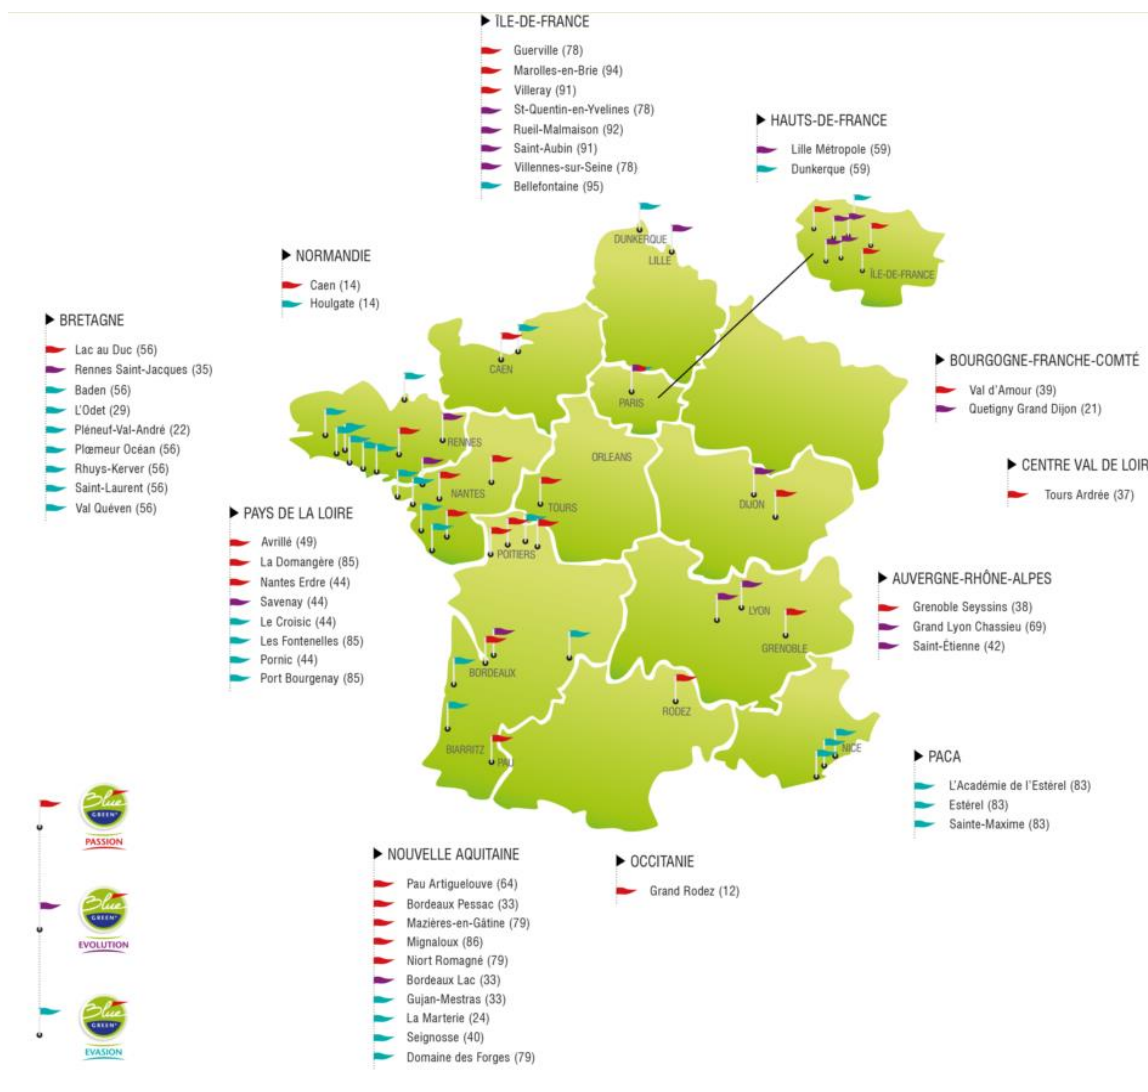 ÎLE-DE-FRANCE
Guerville (78)
Marolles-en-Brie (94)
Villeray (91)
St-Quentin-en-Yvelines (78)
Rueil-Malmaison (92)
Saint-Aubin (91)
Villennes-sur-Seine (78)
Bellefontaine (95)
HAUTS-DE-FRANCE
Lille Métropole (59)
Dunkerque (59)
NORMANDIE
Caen (14)
Houlgate (14)
BRETAGNE
Lac au Duc (56)
Rennes Saint-Jacques (35)
Baden (56)
L'Odet (29)
Pléneuf-Val-André (22)
Plœmeur Océan (56)
Rhuys-Kerver (56)
Saint-Laurent (56)
Val Quéven (56)
DUNKERQUE
LILLE
ÎLE-DE-FRANCE
CAEN
PARIS
RENNES
ORLEANS
NANTES
TOURS
DIJON
POITIERS
LYON
GRENOBLE
BORDEAUX
RODEZ
BIARRITZ
PAU
NICE
BOURGOGNE-FRANCHE-COMTÉ
Val d'Amour (39)
Quetigny Grand Dijon (21)
CENTRE VAL DE LOIR
Tours Ardrée (37)
PAYS DE LA LOIRE
Avrillé (49)
La Domangère (85)
Nantes Erdre (44)
Savenay (44)
Le Croisic (44)
Les Fontenelles (85)
Pornic (44)
Port Bourgenay (85)
AUVERGNE-RHÔNE-ALPES
Grenoble Seyssins (38)
Grand Lyon Chassieu (69)
Saint-Étienne (42)
PACA
L'Académie de l'Estérel (83)
Estérel (83)
Sainte-Maxime (83)
Blue
GREEN
PASSION
Blue
GREEN
EVOLUTION
Blue
GREEN
EVASION
NOUVELLE AQUITAINE
Pau Artiguelouve (64)
Bordeaux Pessac (33)
Mazières-en-Gâtine (79)
Mignaloux (86)
Niort Romagné (79)
Bordeaux Lac (33)
Gujan-Mestras (33)
La Marterie (24)
Seignosse (40)
Domaine des Forges (79)
OCCITANIE
Grand Rodez (12)